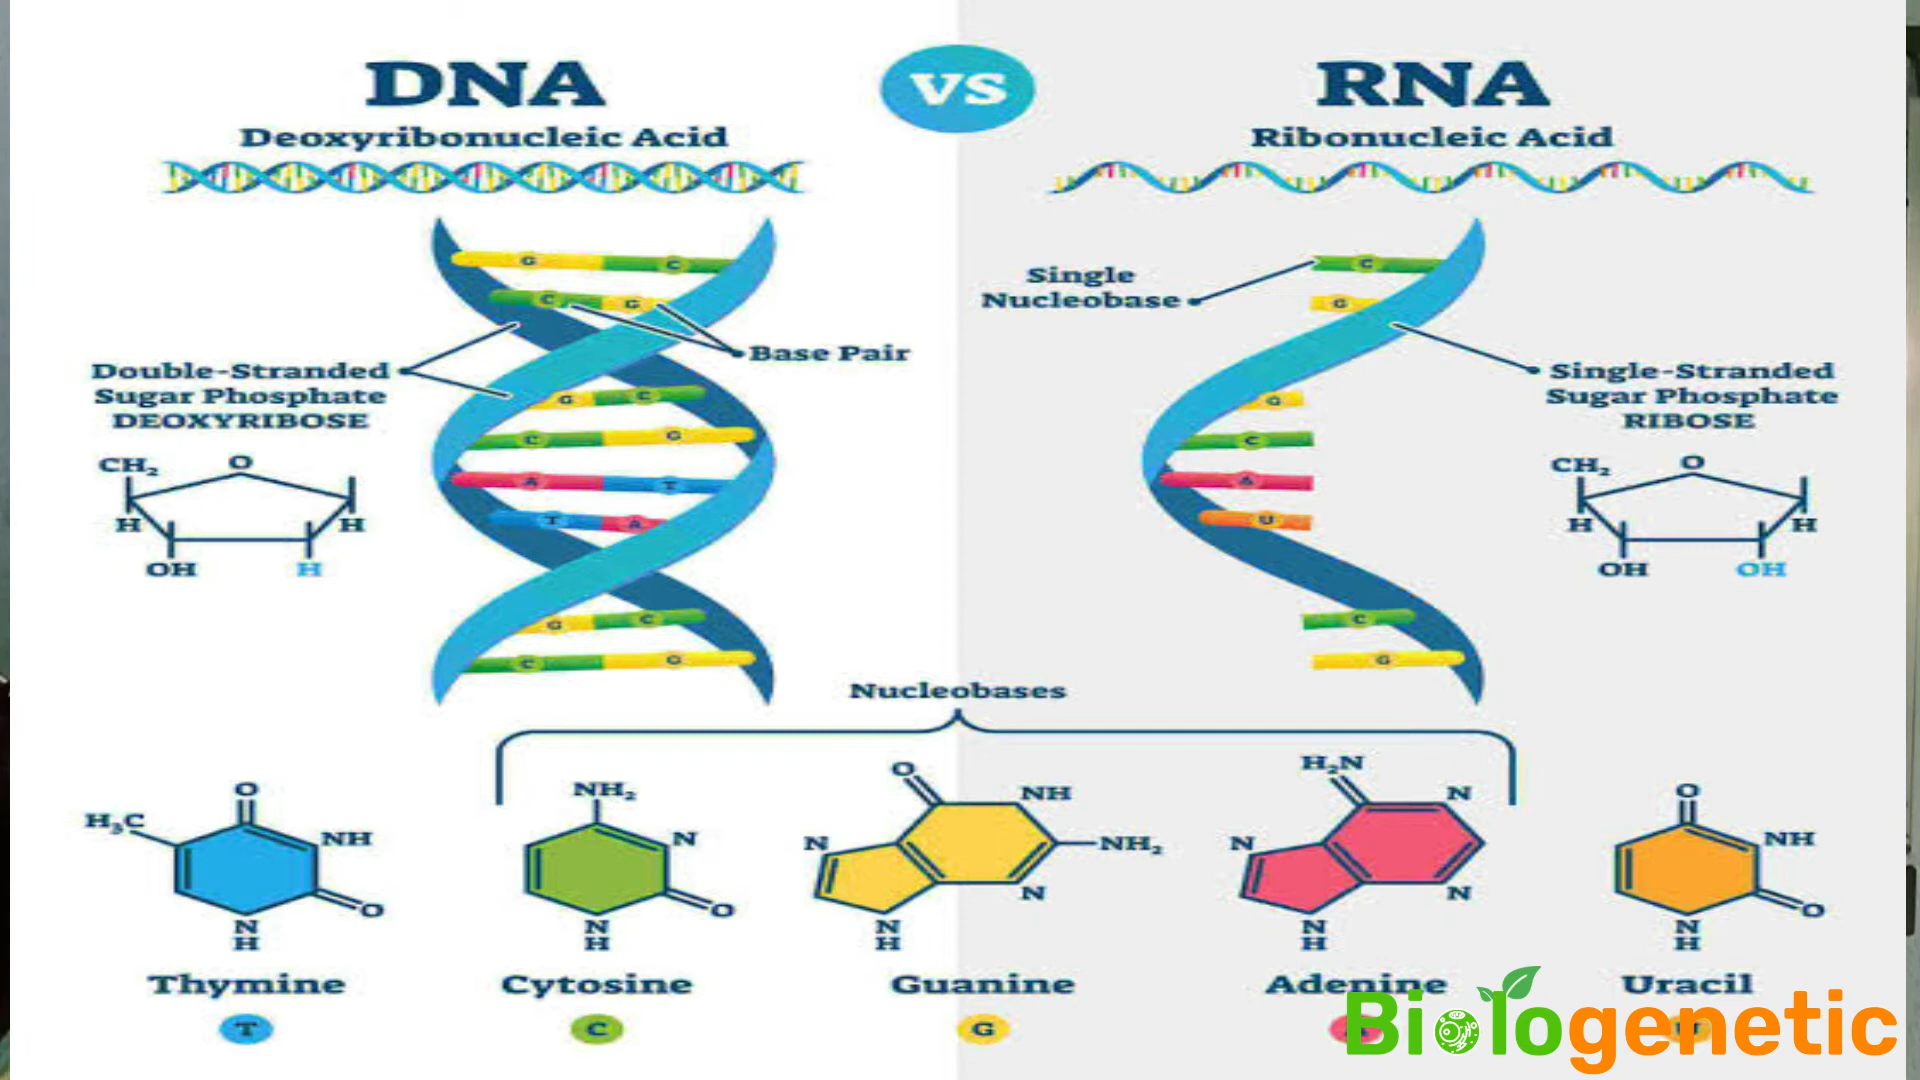 DNA
VS
RNA
Deoxyribonucleic Acid
Ribonucleic Acid
G C
C G
Base Pair
Double-Stranded
Sugar Phosphate
DEOXYRIBOSE
G C
C G
A T
T A
G C
C G
CH₂ O
H H
OH H
Single
Nucleobase
C
G
Single-Stranded
Sugar Phosphate
RIBOSE
G
C
A
U
C
G
CH₂ O
H H
OH OH
Nucleobases
O
H₃C
NH
O
N
H
NH₂
N
O
N
H
O
NH
N
NH₂
N
N
H
H₂N
N
N
N
N
H
O
NH
O
N
H
Thymine
Cytosine
Guanine
Adenine
Uracil
T
C
G
Biologenetic